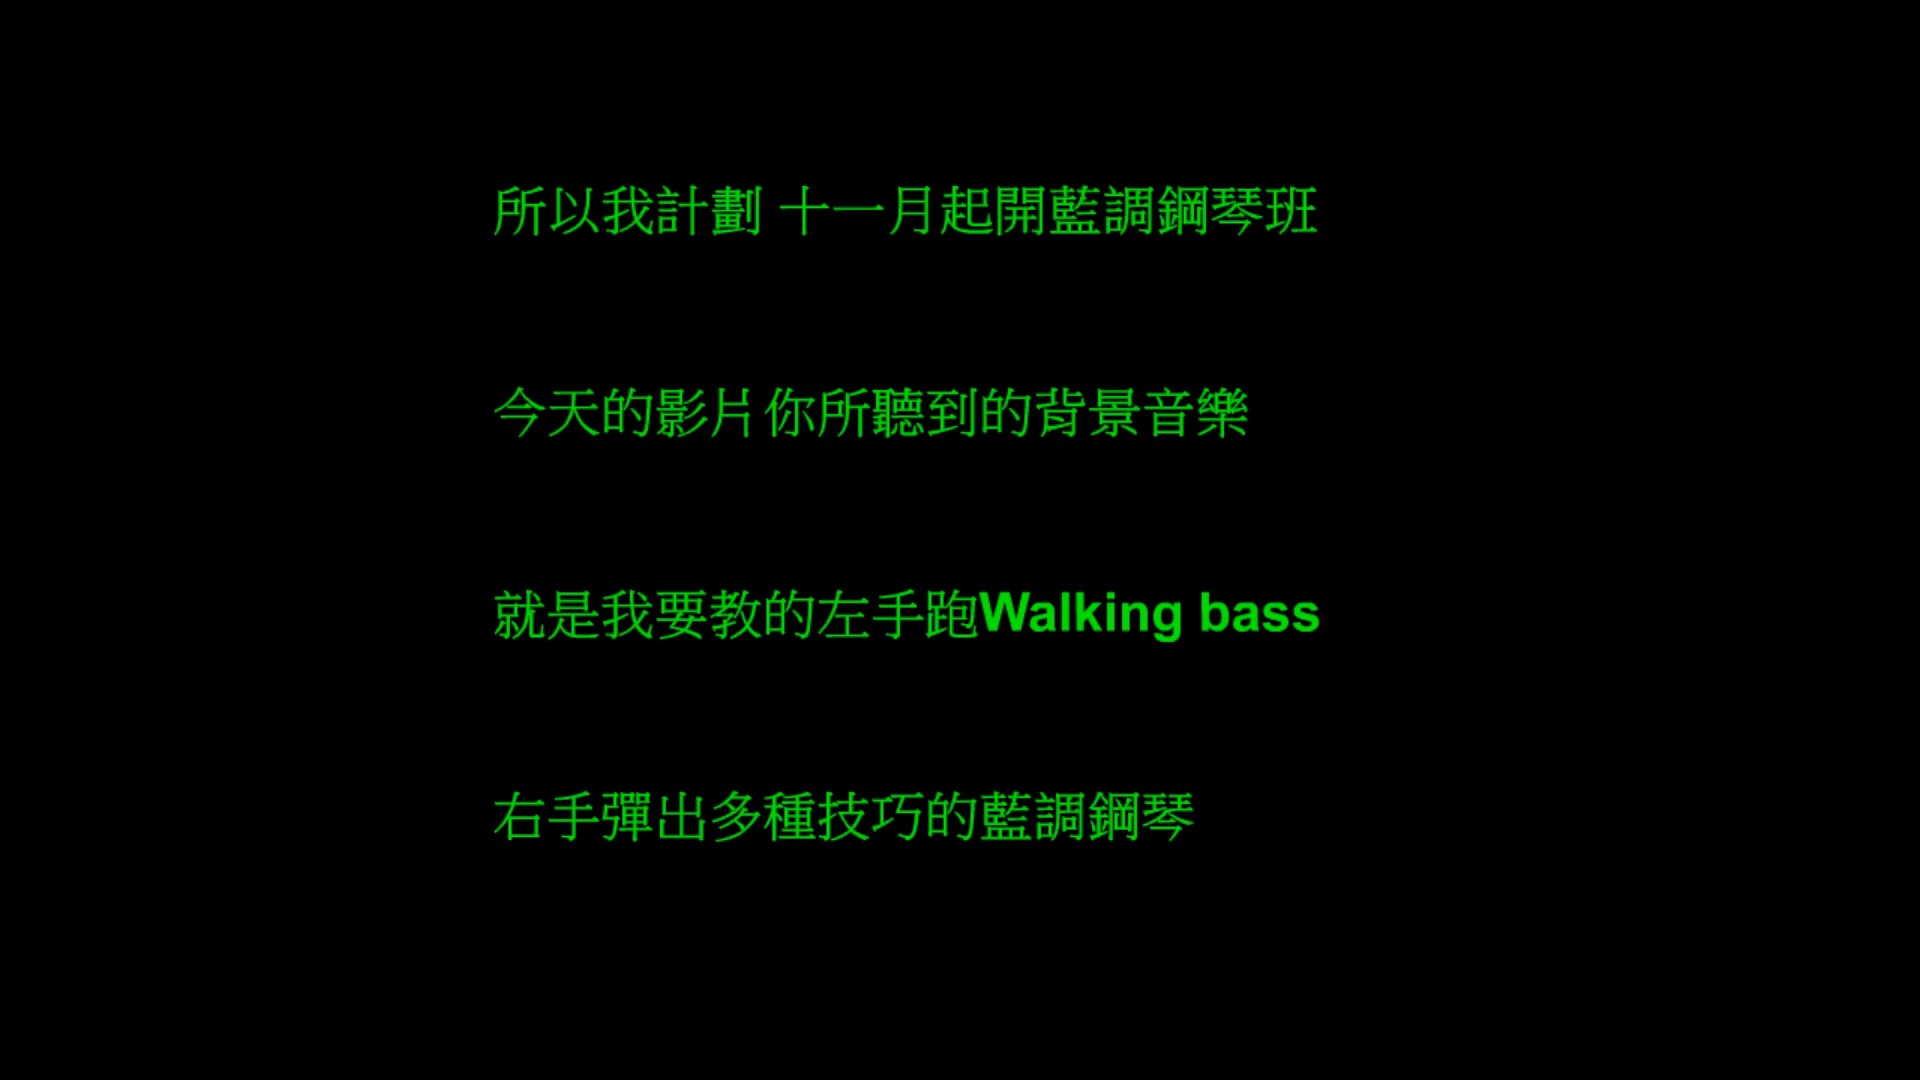 所以我計劃 十一月起開藍調鋼琴班
今天的影片你所聽到的背景音樂
就是我要教的左手跑Walking bass
右手彈出多種技巧的藍調鋼琴